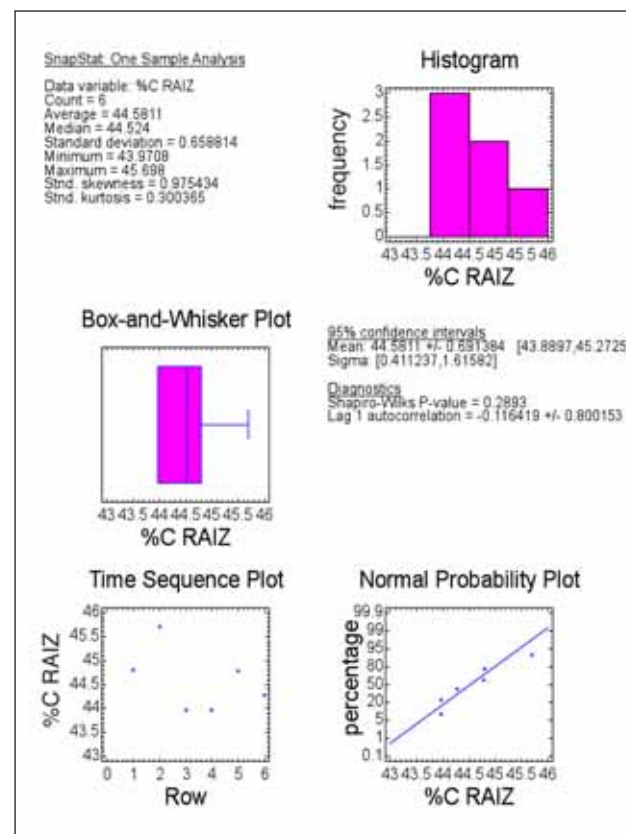 SnapStat: One Sample Analysis
Data variable: %C RAIZ
Count = 6
Average = 44.5811
Median = 44.524
Standard deviation = 0.658814
Minimum = 43.9708
Maximum = 45.698
Stnd. skewness = 0.975434
Stnd. kurtosis = 0.300365
Histogram
frequency
3
2.5
2
1.5
1
0.5
0
43 43.5 44 44.5 45 45.5 46
%C RAIZ
Box-and-Whisker Plot
43 43.5 44 44.5 45 45.5 46
%C RAIZ
95% confidence intervals
Mean: 44.5811 +/- 0.691384 [43.8897,45.2725
Sigma: [0.411237,1.61582]
Diagnostics
Shapiro-Wilks P-value = 0.2893
Lag 1 autocorrelation = -0.116419 +/- 0.800153
Time Sequence Plot
%C RAIZ
46
45.5
45
44.5
44
43.5
43
0 1 2 3 4 5 6
Row
Normal Probability Plot
percentage
99.9
99
95
80
50
20
5
1
0.1
43 43.5 44 44.5 45 45.5 46
%C RAIZ